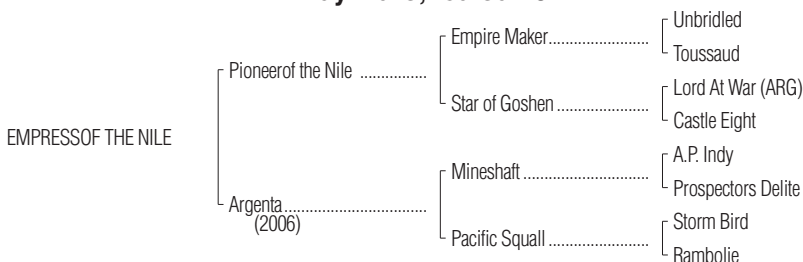 Unbridled
Empire Maker........................
Toussaud
Pioneerof the Nile ................
Lord At War (ARG)
Star of Goshen ......................
Castle Eight
EMPRESSOF THE NILE
A.P. Indy
Mineshaft ..............................
Prospectors Delite
Argenta..................................
(2006)
Storm Bird
Pacific Squall ........................
Rambolie